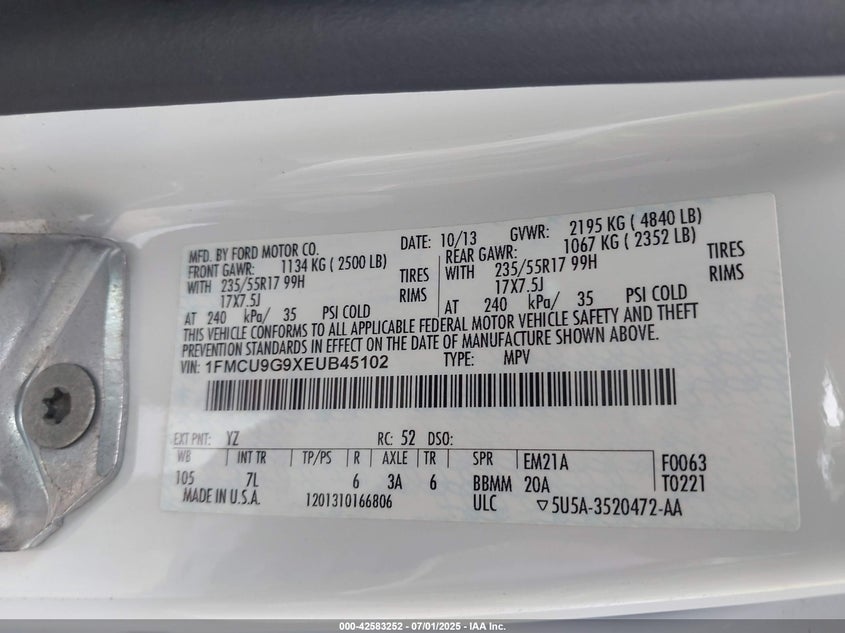 MFD. BY FORD MOTOR CO. DATE: 10/13 GVWR: 2195 KG ( 4840 LB)
FRONT GAWR: 1134 KG ( 2500 LB) REAR GAWR: 1067 KG ( 2352 LB)
WITH 235/55R17 99H TIRES WITH 235/55R17 99H TIRES
17X7.5J RIMS 17X7.5J RIMS
AT 240 kPa/ 35 PSI COLD AT 240 kPa/ 35 PSI COLD
THIS VEHICLE CONFORMS TO ALL APPLICABLE FEDERAL MOTOR VEHICLE SAFETY AND THEFT
PREVENTION STANDARDS IN EFFECT ON THE DATE OF MANUFACTURE SHOWN ABOVE.
VIN: 1FMCU9G9XEUB45102 TYPE: MPV
EXT PNT: YZ RC: 52 DSO:
WB INT TR TP/PS R AXLE TR SPR EM21A F0063
105 7L 6 3A 6 BBMM 20A T0221
MADE IN U.S.A. 1201310166806 ULC ▽5U5A-3520472-AA
000-42583252 - 07/01/2025 - IAA Inc.